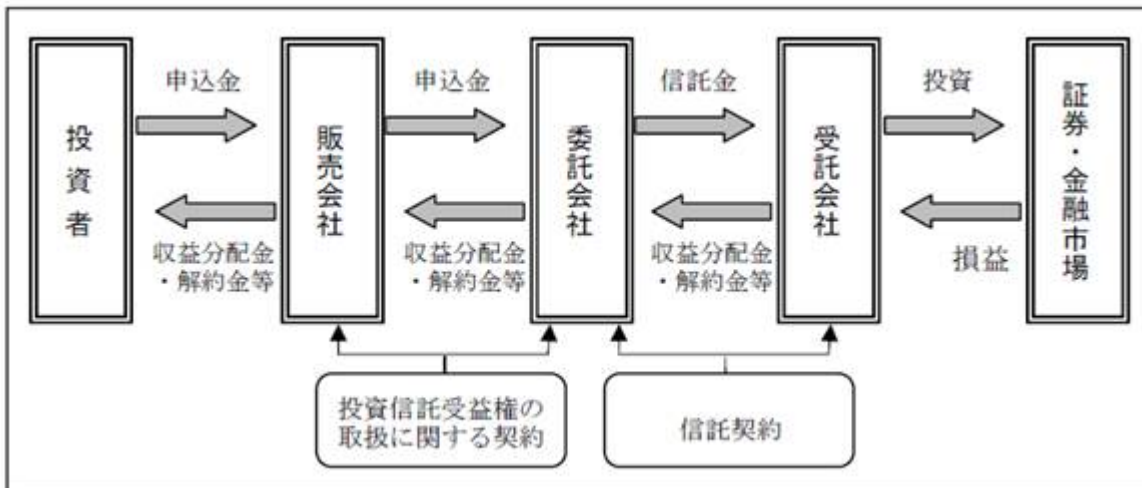 申込金
申込金
信託金
投資
投資者
販売会社
委託会社
受託会社
証券・金融市場
収益分配金
・解約金等
収益分配金
・解約金等
収益分配金
・解約金等
損益
投資信託受益権の
取扱に関する契約
信託契約